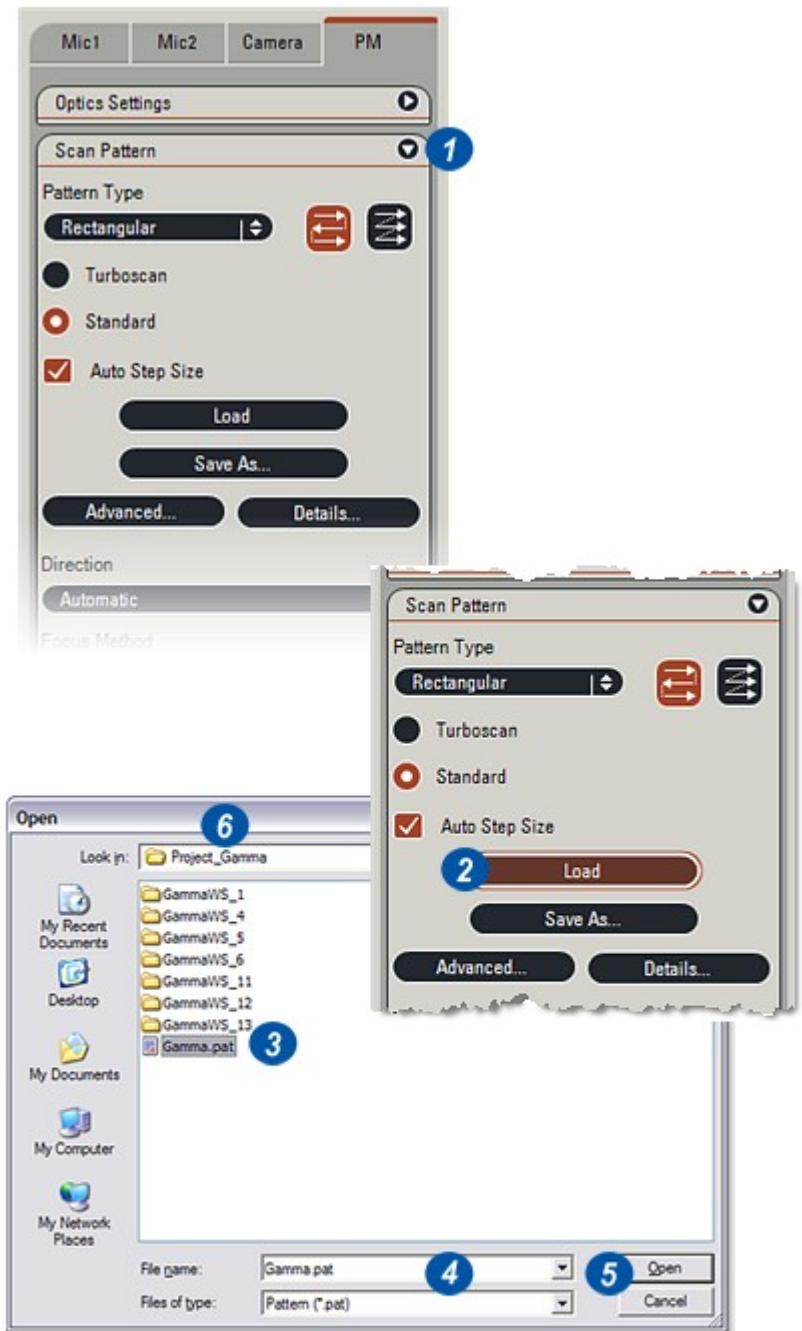 Mic1 Mic2 Camera PM
Optics Settings
Scan Pattern 1
Pattern Type
Rectangular
Turboscan
Standard
Auto Step Size
Load
Save As...
Advanced... Details...
Direction
Automatic
Focus Method
Scan Pattern
Pattern Type
Rectangular
Turboscan
Standard
Auto Step Size
2 Load
Save As...
Advanced... Details...
Open 6
Look in: Project_Gamma
My Recent
Documents
Desktop
My Documents
My Computer
My Network
Places
GammaWS_1
GammaWS_4
GammaWS_5
GammaWS_6
GammaWS_11
GammaWS_12
GammaWS_13
Gamma.pat 3
File name: Gamma.pat 4 5 Open
Files of type: Pattern (*.pat) Cancel